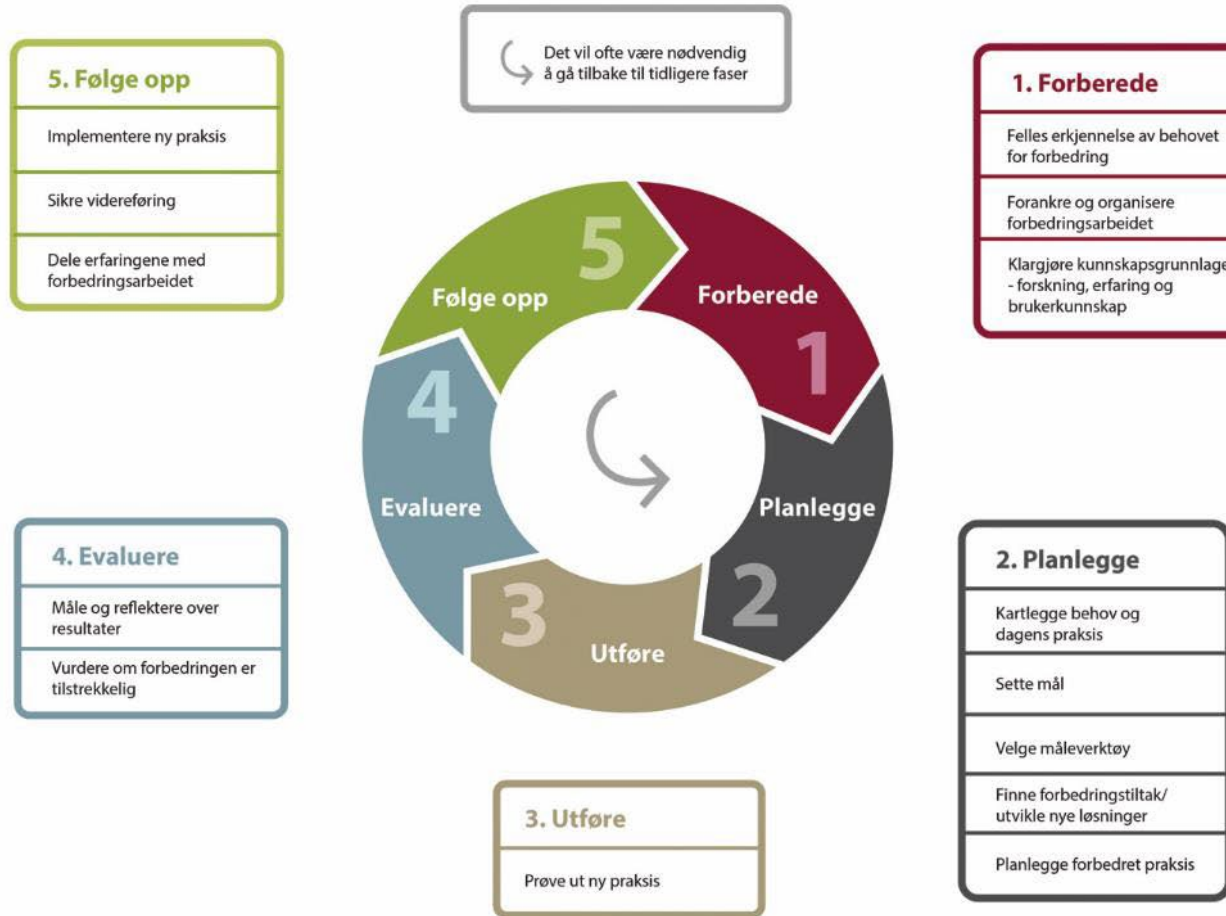 Det vil ofte være nødvendig
å gå tilbake til tidligere faser
5. Følge opp
Implementere ny praksis
Sikre videreføring
Dele erfaringene med
forbedringsarbeidet
1. Forberede
Felles erkjennelse av behovet
for forbedring
Forankre og organisere
forbedringsarbeidet
Klargjøre
- forskning, erfaring og
brukerkunnskap
5
Følge opp
Forberede
1
4
Evaluere
Planlegge
2
3
Utføre
4. Evaluere
Måle og reflektere over
resultater
Vurdere om forbedringen er
tilstrekkelig
2. Planlegge
Kartlegge behov og
dagens praksis
Sette mål
Velge måleverktøy
Finne forbedringstiltak/
utvikle nye løsninger
Planlegge forbedret praksis
3. Utføre
Prøve ut ny praksis